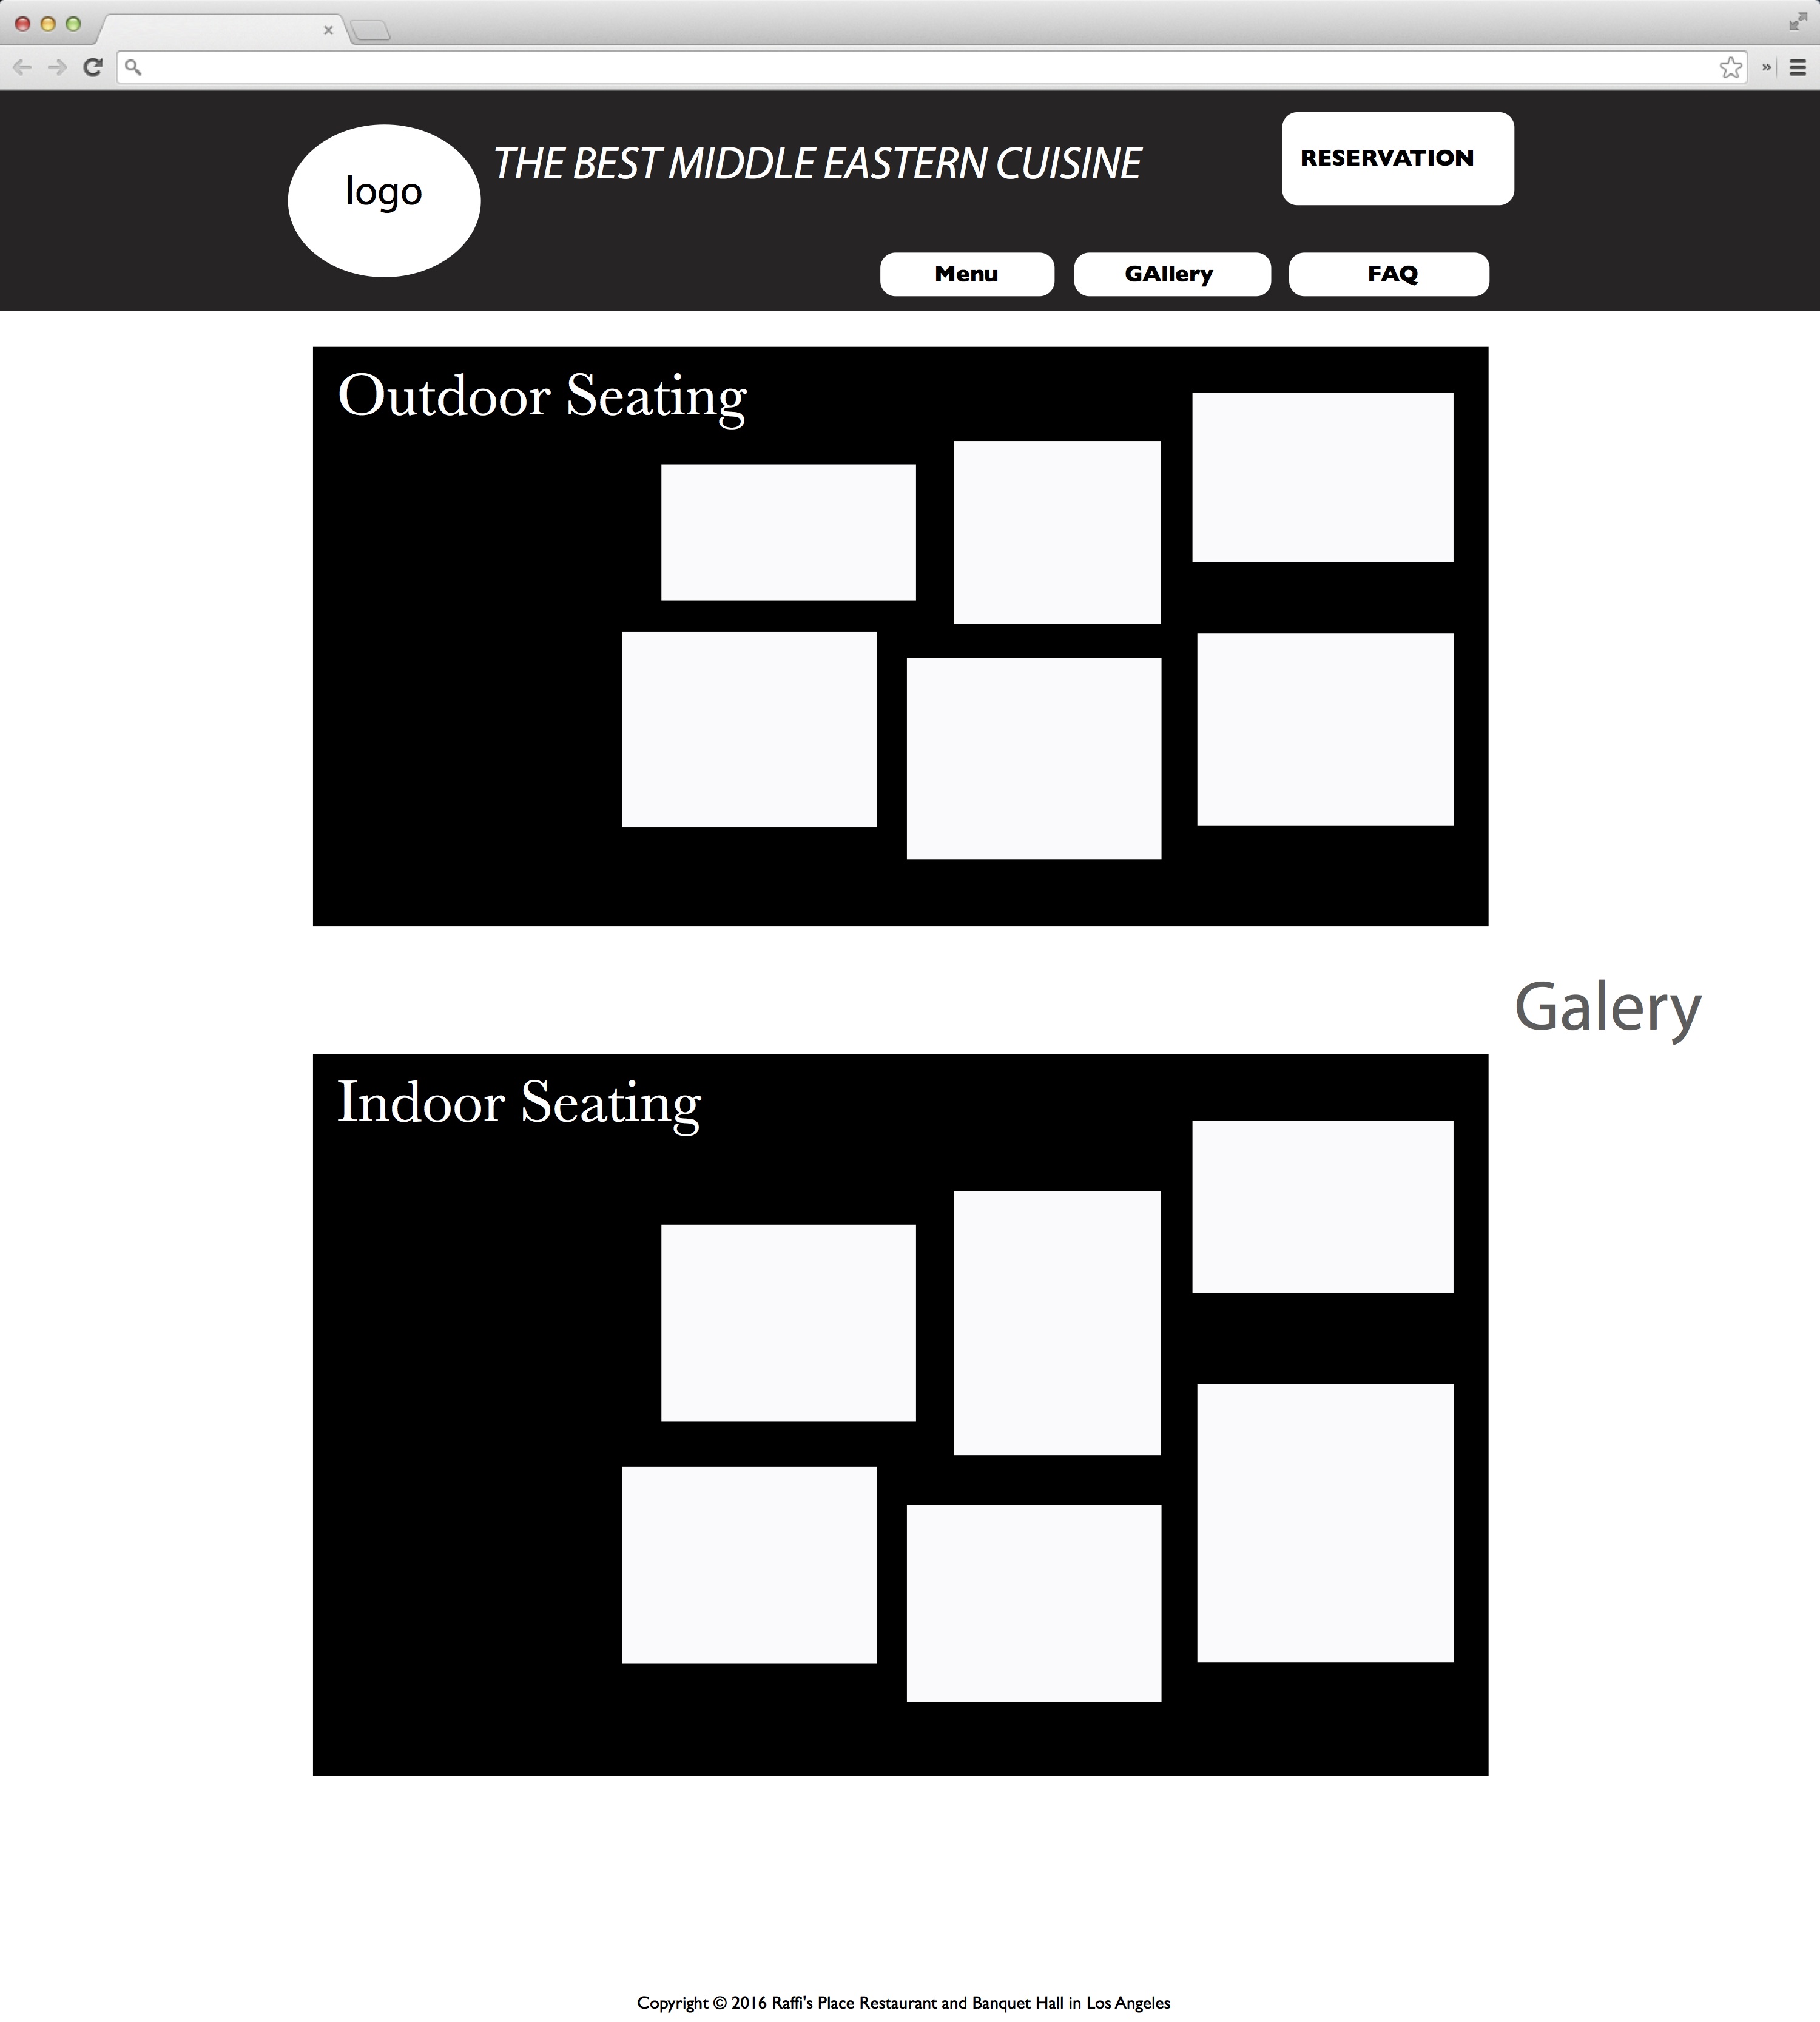 logo
THE BEST MIDDLE EASTERN CUISINE
RESERVATION
Menu
GAllery
FAQ
Outdoor Seating
Galery
Indoor Seating
Copyright © 2016 Raffi's Place Restaurant and Banquet Hall in Los Angeles